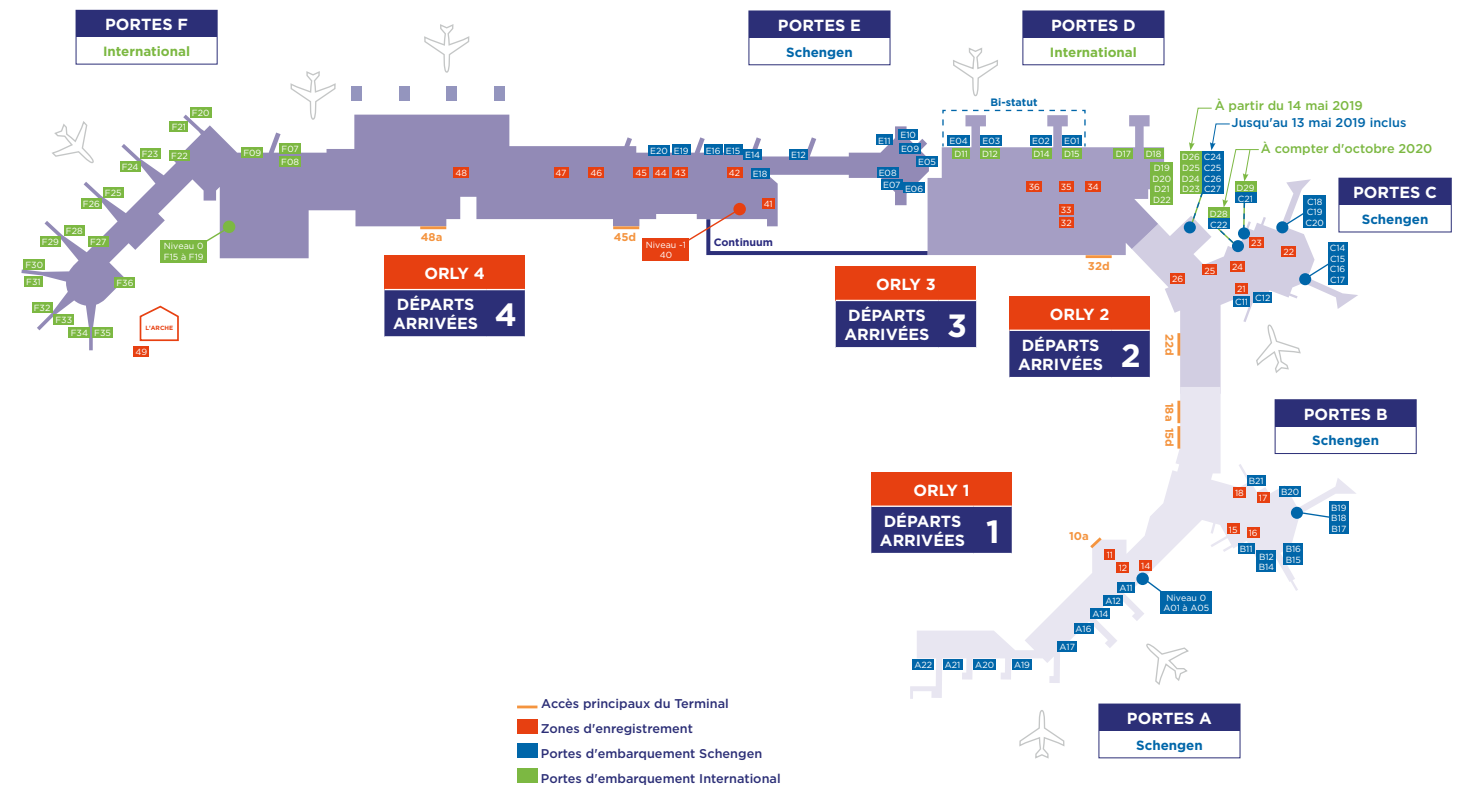 PORTES F
International
PORTES E
Schengen
PORTES D
International
Bi-statut
À partir du 14 mai 2019
Jusqu'au 13 mai 2019 inclus
À compter d'octobre 2020
PORTES C
Schengen
F20
F21
F22
F23
F24
F25
F26
F28
F29
F27
F30
F31
F36
F32
F33
F34
F35
F09
F07
F08
Niveau 0
F15 à F19
L'ARCHE
49
48
47
46
45
44
43
42
41
E20
E19
E16
E15
E14
E18
E12
E11
E10
E09
E05
E08
E07
E06
E04
E03
E02
E01
D11
D12
D14
D15
D17
D18
D19
D20
D21
D22
D26
D25
D24
D23
C24
C25
C26
C27
D29
C21
D28
C22
C18
C19
C20
C14
C15
C16
C17
C11
C12
36
35
34
33
32
26
25
24
23
22
21
48a
45d
Niveau -1
40
Continuum
32d
22d
18a
15d
10a
ORLY 4
DÉPARTS
ARRIVÉES
4
ORLY 3
DÉPARTS
ARRIVÉES
3
ORLY 2
DÉPARTS
ARRIVÉES
2
PORTES B
Schengen
ORLY 1
DÉPARTS
ARRIVÉES
1
B21
B20
18
17
B19
B18
B17
15
16
B11
B12
B14
B16
B15
11
12
14
A11
A12
A14
A16
A17
Niveau 0
A01 à A05
A22
A21
A20
A19
PORTES A
Schengen
Accès principaux du Terminal
Zones d'enregistrement
Portes d'embarquement Schengen
Portes d'embarquement International